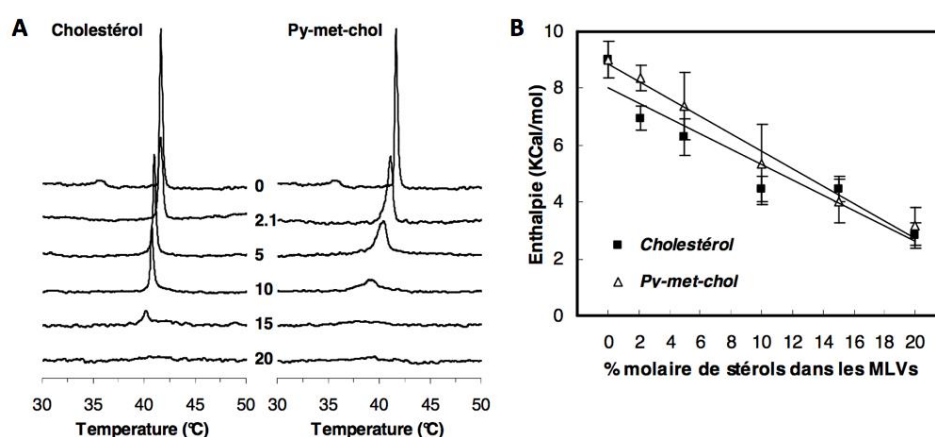 A
Cholestérol
Py-met-chol
0
2.1
5
10
15
20
30 35 40 45 50
30 35 40 45 50
Temperature (°C)
Temperature (°C)
B
10
8
6
4
2
0
Enthalpie (KCal/mol)
Cholestérol
Py-met-chol
0 2 4 6 8 10 12 14 16 18 20
% molaire de stérols dans les MLVs